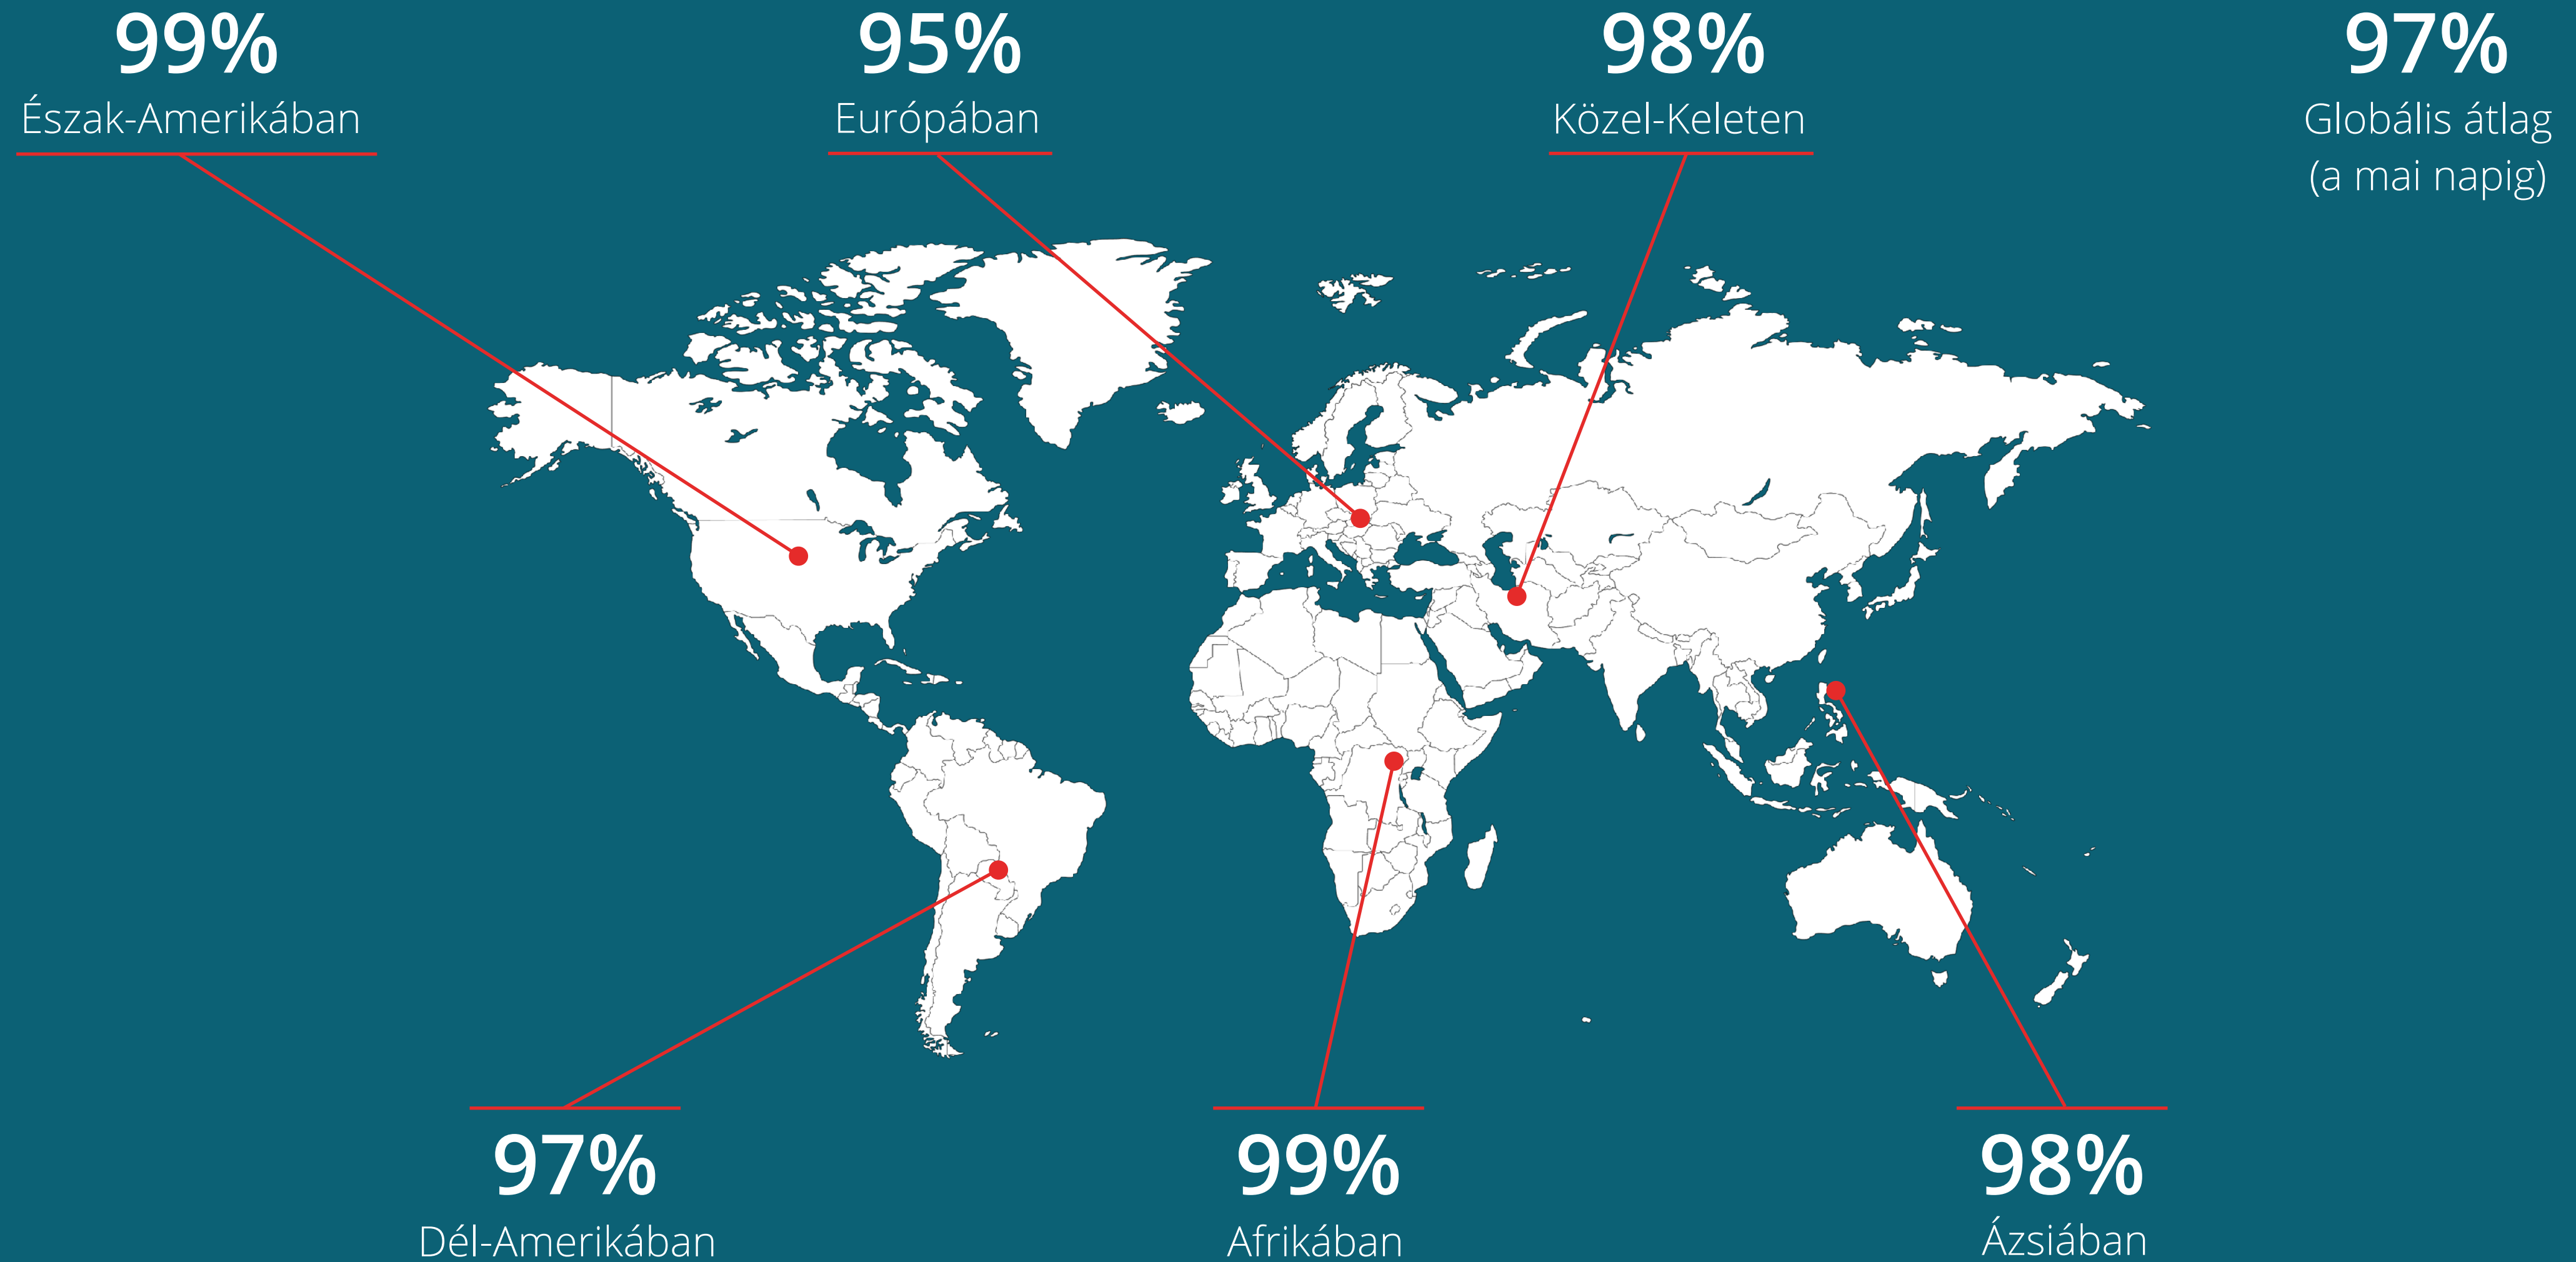 99%
Észak-Amerikában
95%
Európában
98%
Közel-Keleten
97%
Globális átlag
(a mai napig)
97%
Dél-Amerikában
99%
Afrikában
98%
Ázsiában